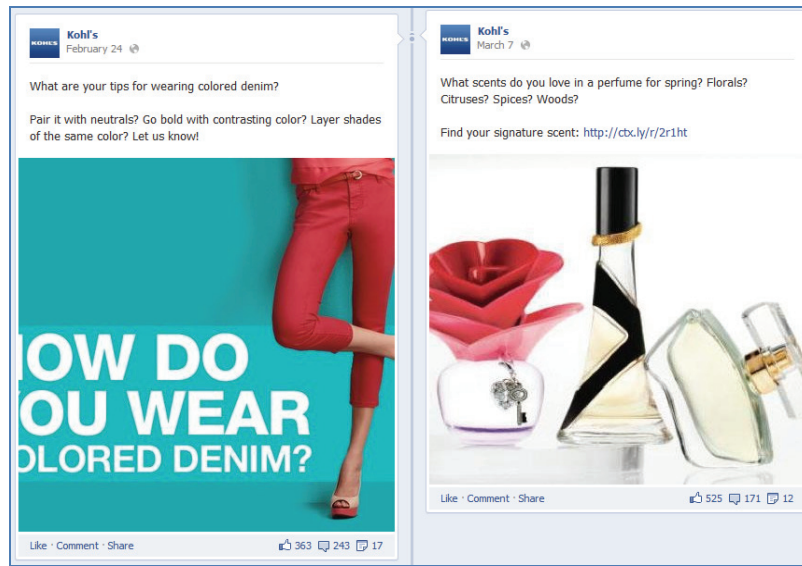 KOHL'S
Kohl's
February 24
What are your tips for wearing colored denim?
Pair it with neutrals? Go bold with contrasting color? Layer shades
of the same color? Let us know!
OW DO
OU WEAR
OLORED DENIM?
Like · Comment · Share 363 243 17
KOHL'S
Kohl's
March 7
What scents do you love in a perfume for spring? Florals?
Citruses? Spices? Woods?
Find your signature scent: http://ctx.ly/r/2r1ht
Like · Comment · Share 525 171 12